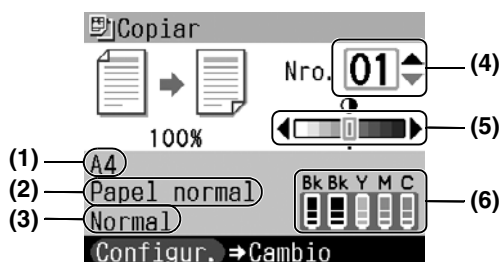 Copiar
Nro. 01 (4)
(5)
100%
(1) A4
(2) Papel normal
Bk Bk Y M C (6)
(3) Normal
Configur. ➔Cambio